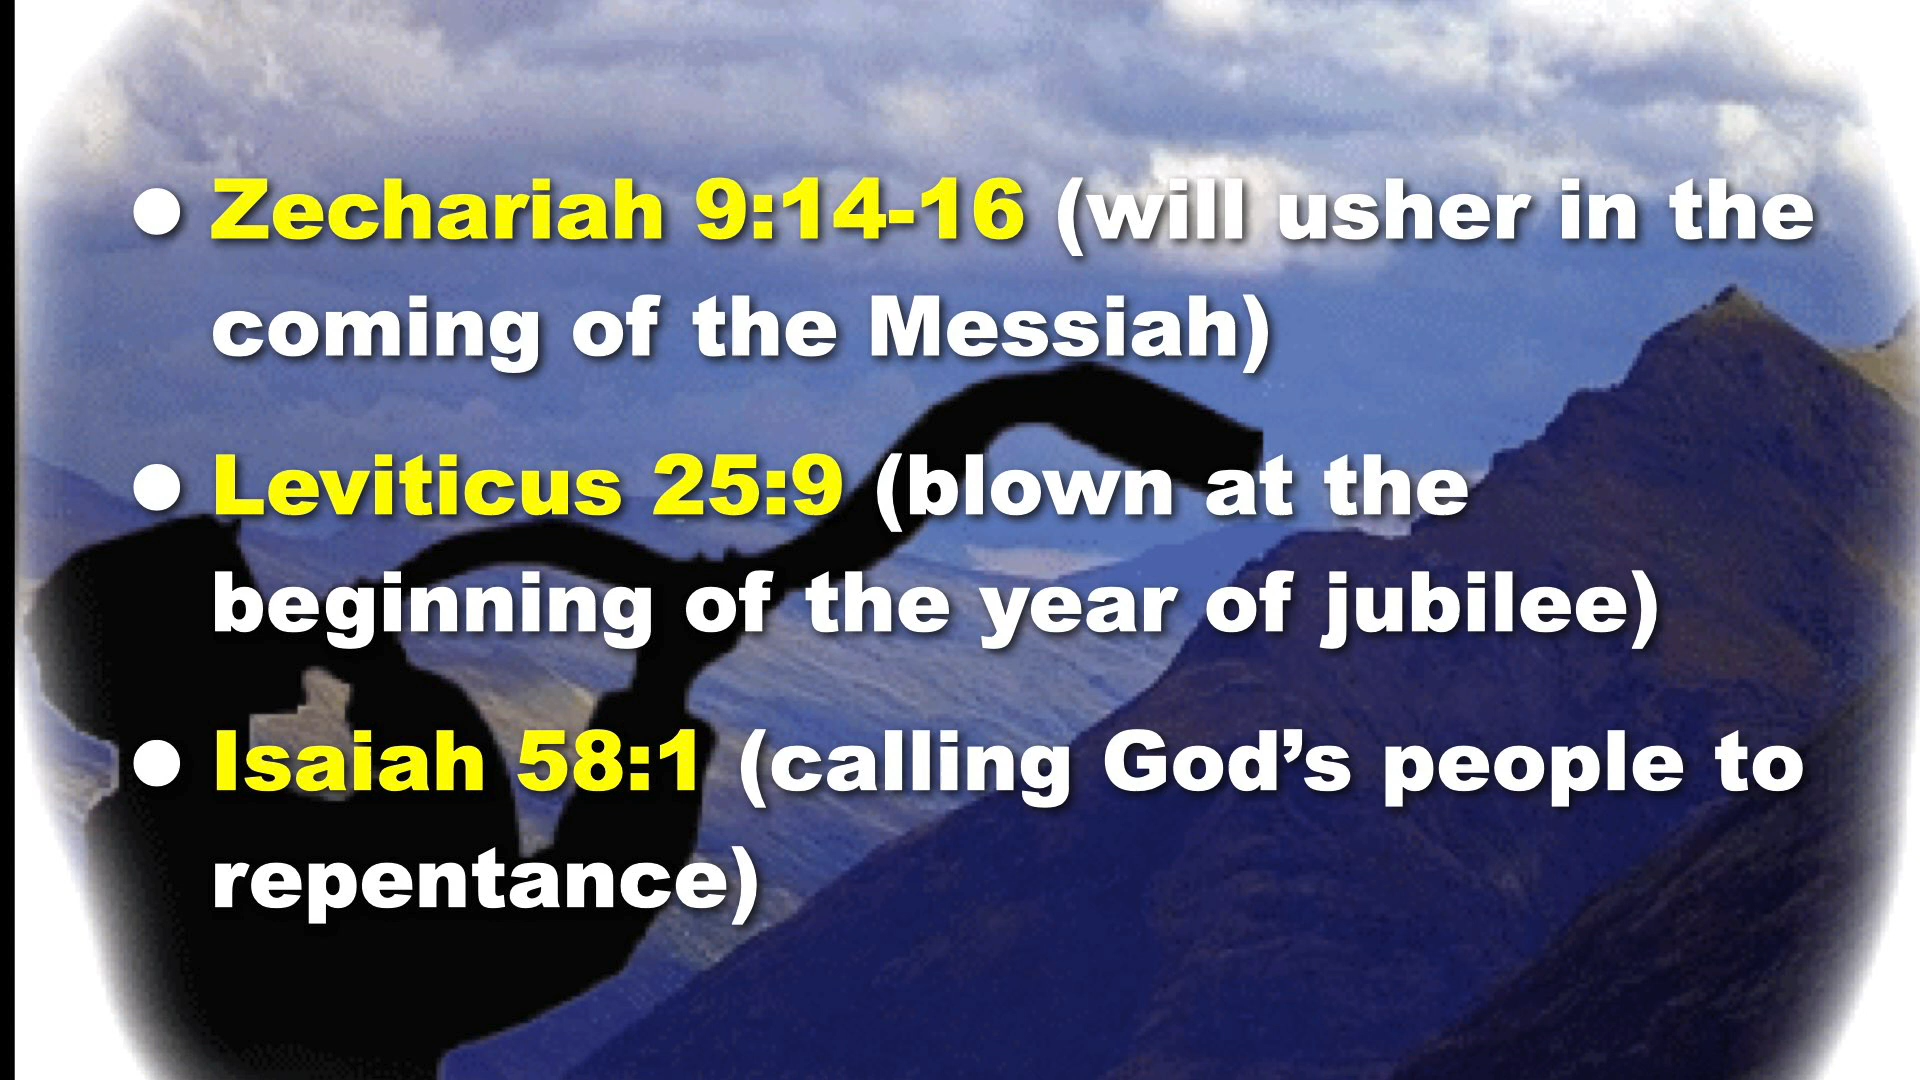 ● Zechariah 9:14-16 (will usher in the
coming of the Messiah)
● Leviticus 25:9 (blown at the
beginning of the year of jubilee)
● Isaiah 58:1 (calling God’s people to
repentance)